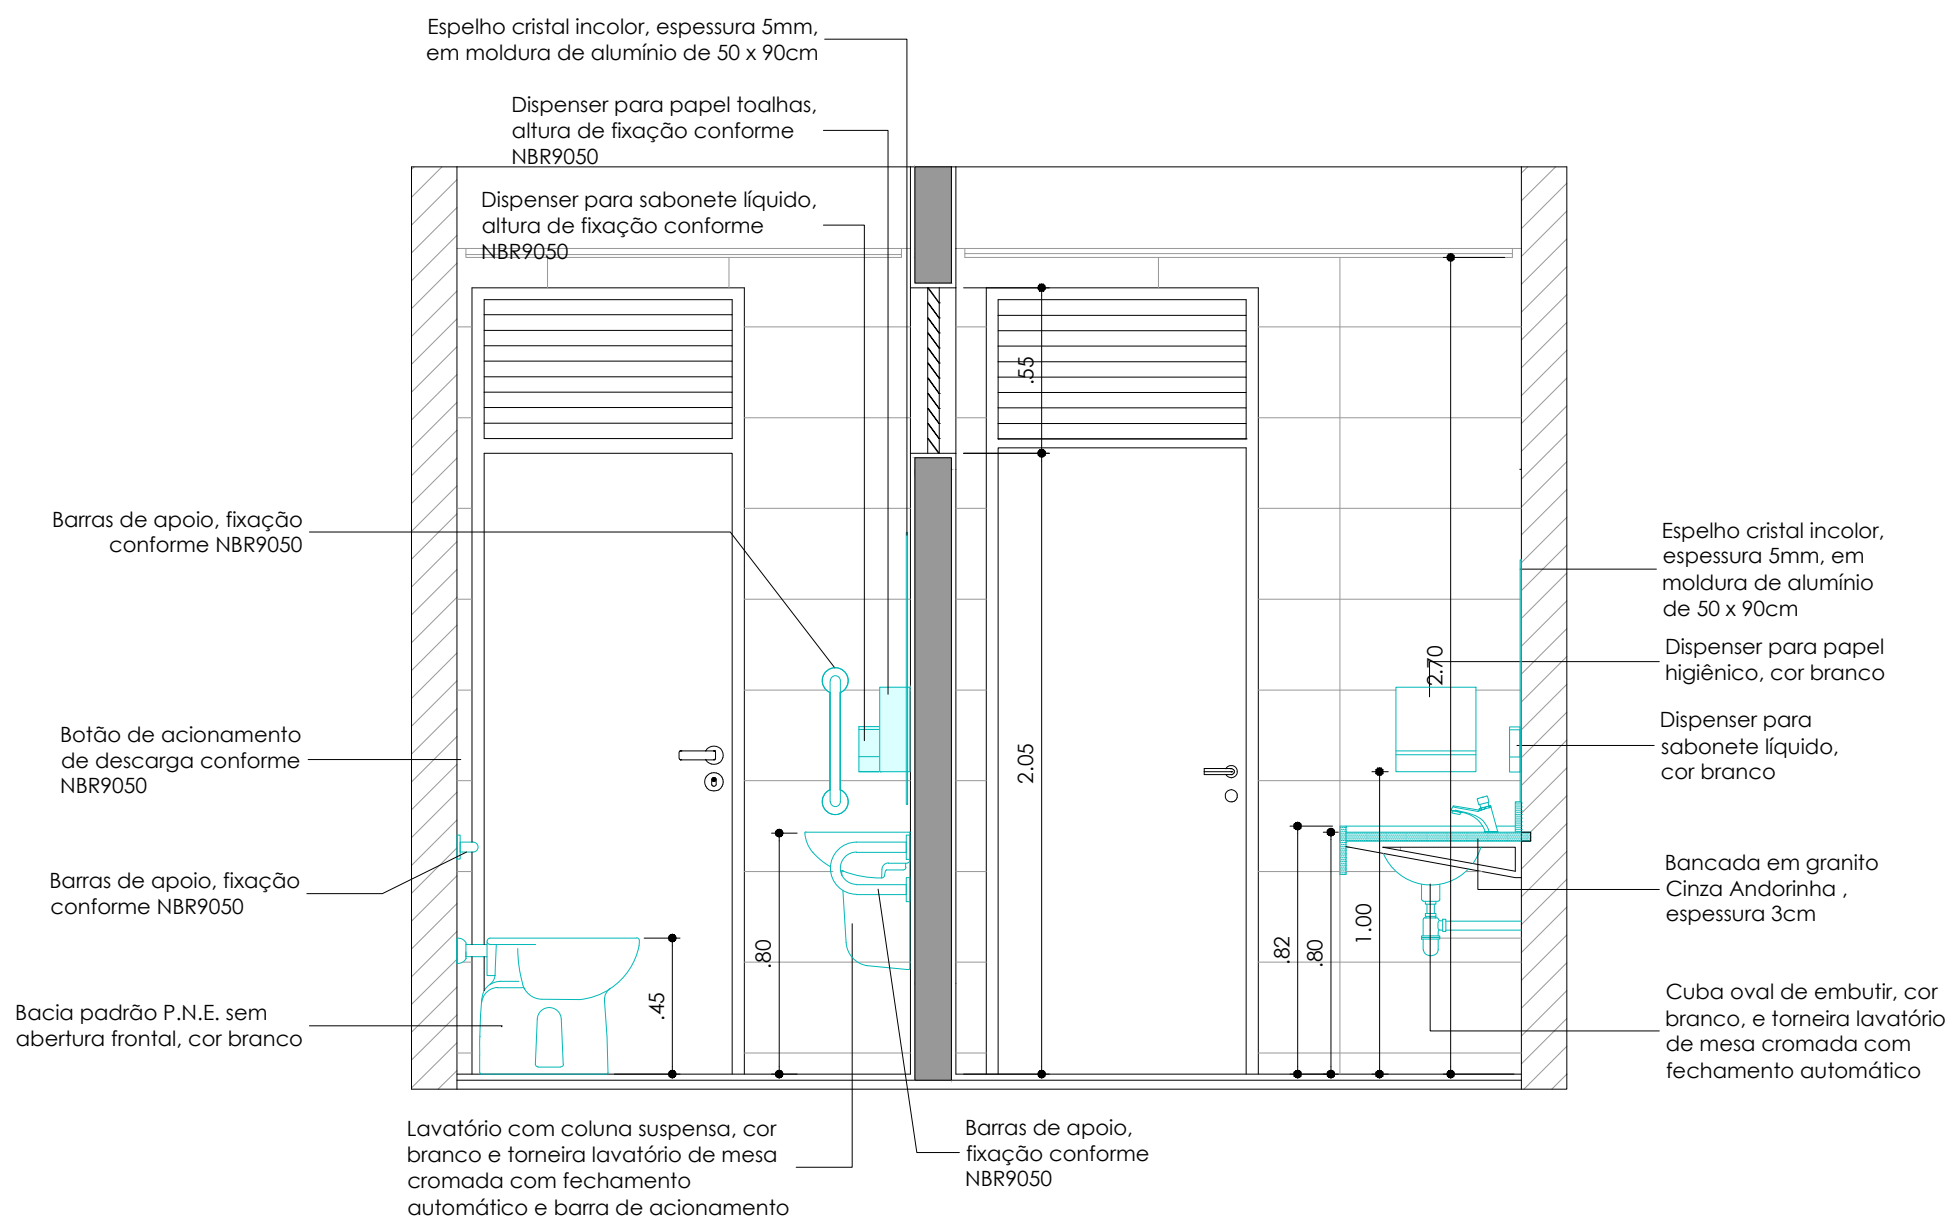 Espelho cristal incolor, espessura 5mm,
em moldura de alumínio de 50 x 90cm
Dispenser para papel toalhas,
altura de fixação conforme
NBR9050
Dispenser para sabonete líquido,
altura de fixação conforme
NBR9050
Barras de apoio, fixação
conforme NBR9050
Botão de acionamento
de descarga conforme
NBR9050
Barras de apoio, fixação
conforme NBR9050
Bacia padrão P.N.E. sem
abertura frontal, cor branco
.45
.80
.55
2.05
2.70
.82
.80
1.00
Espelho cristal incolor,
espessura 5mm, em
moldura de alumínio
de 50 x 90cm
Dispenser para papel
higiênico, cor branco
Dispenser para
sabonete líquido,
cor branco
Bancada em granito
Cinza Andorinha ,
espessura 3cm
Cuba oval de embutir, cor
branco, e torneira lavatório
de mesa cromada com
fechamento automático
Lavatório com coluna suspensa, cor
branco e torneira lavatório de mesa
cromada com fechamento
automático e barra de acionamento
Barras de apoio,
fixação conforme
NBR9050